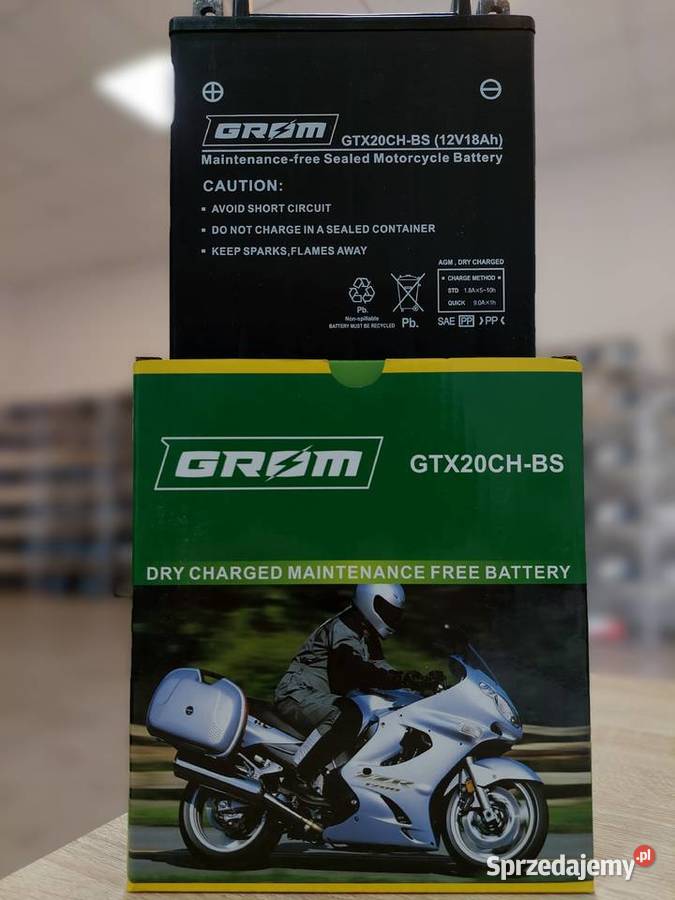 GROM GTX20CH-BS (12V18Ah)
Maintenance-free Sealed Motorcycle Battery
CAUTION:
▪ AVOID SHORT CIRCUIT
▪ DO NOT CHARGE IN A SEALED CONTAINER
▪ KEEP SPARKS,FLAMES AWAY
AGM , DRY CHARGED
▪ CHARGE METHOD ▪
STD 1.8A×5~10h
QUICK 9.0A×1h
Pb.
Non-spillable
BATTERY MUST BE RECYCLED
Pb.
SAE PP >PP<
GROM GTX20CH-BS
DRY CHARGED MAINTENANCE FREE BATTERY
Sprzedajemy.pl